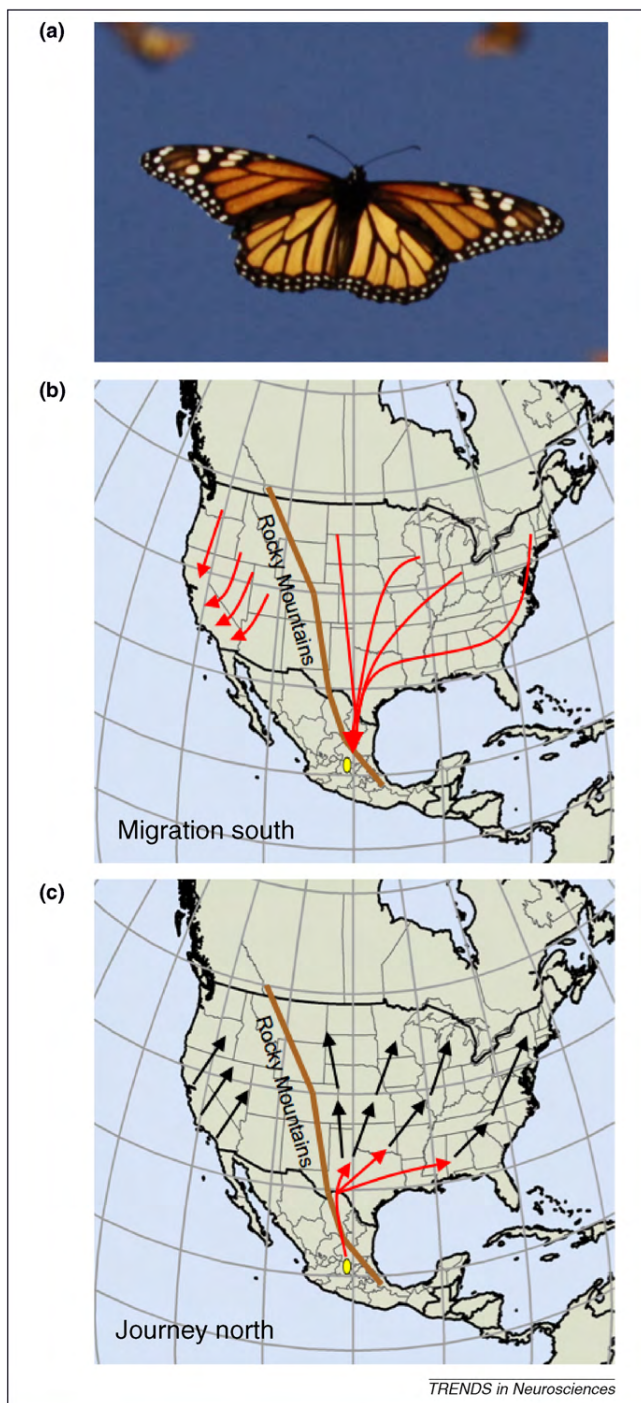 (a)
(b)
Rocky Mountains
Migration south
(c)
Rocky Mountains
Journey north
TRENDS in Neurosciences